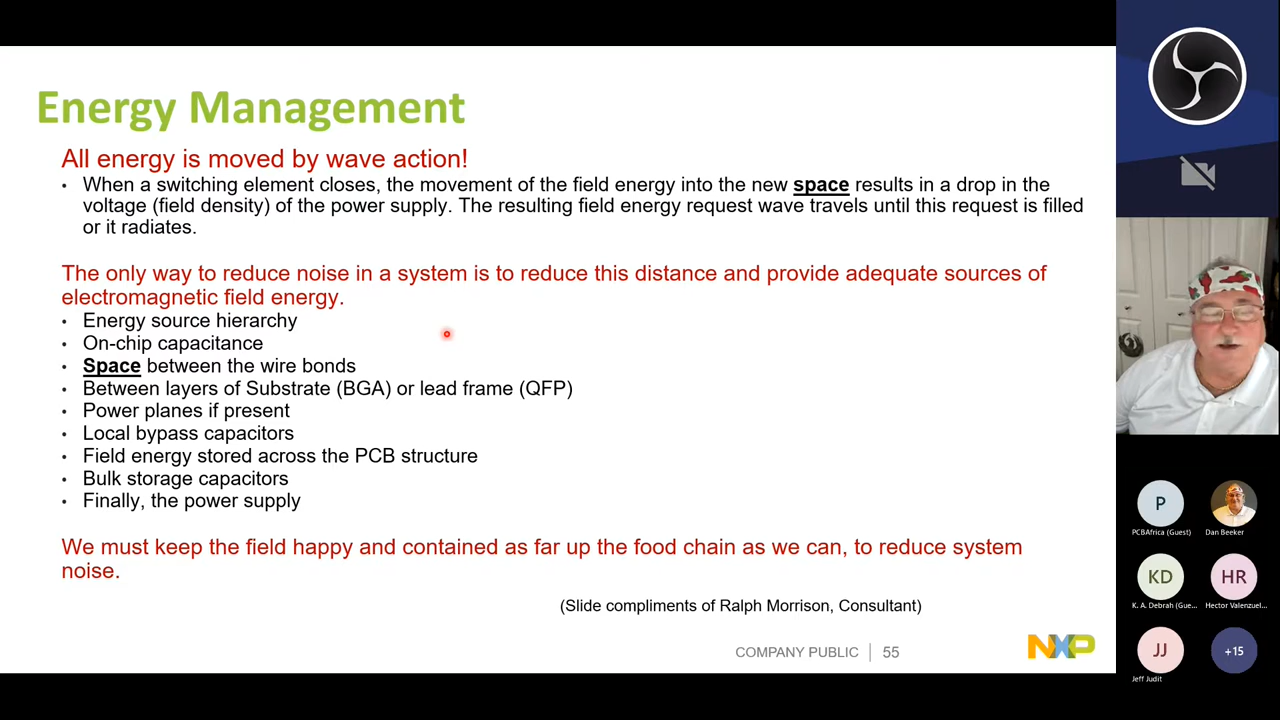 Energy Management
All energy is moved by wave action!
• When a switching element closes, the movement of the field energy into the new space results in a drop in the
voltage (field density) of the power supply. The resulting field energy request wave travels until this request is filled
or it radiates.
The only way to reduce noise in a system is to reduce this distance and provide adequate sources of
electromagnetic field energy.
• Energy source hierarchy
• On-chip capacitance
• Space between the wire bonds
• Between layers of Substrate (BGA) or lead frame (QFP)
• Power planes if present
• Local bypass capacitors
• Field energy stored across the PCB structure
• Bulk storage capacitors
• Finally, the power supply
We must keep the field happy and contained as far up the food chain as we can, to reduce system
noise.
(Slide compliments of Ralph Morrison, Consultant)
COMPANY PUBLIC | 55
NXP
P
PCBAfrica (Guest)
Dan Beeker
KD
K. A. Debrah (Gue...
HR
Hector Valenzuel...
JJ
Jeff Judit
+15